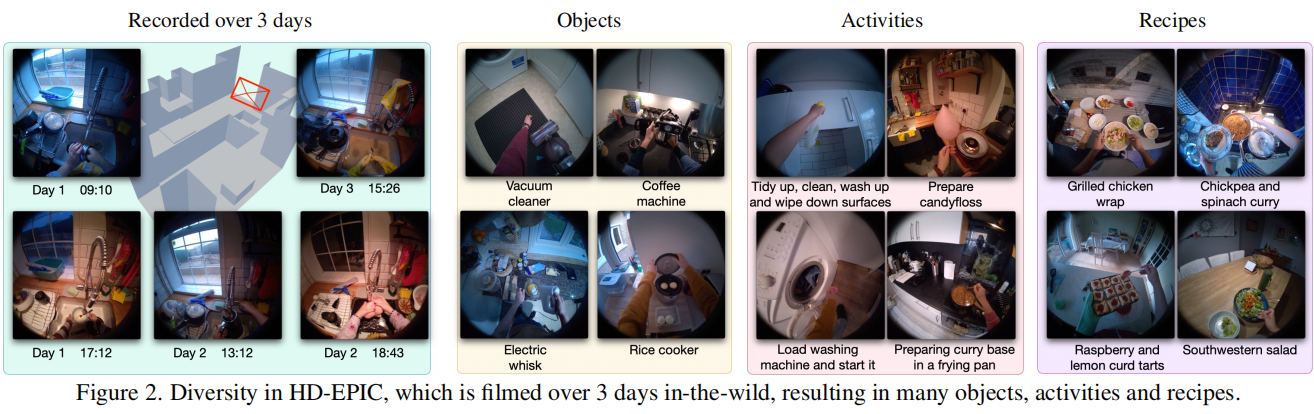 Recorded over 3 days
Objects
Activities
Recipes
Day 1 09:10
Day 3 15:26
Vacuum
cleaner
Coffee
machine
Tidy up, clean, wash up
and wipe down surfaces
Prepare
candyfloss
Grilled chicken
wrap
Chickpea and
spinach curry
Day 1 17:12
Day 2 13:12
Day 2 18:43
Electric
whisk
Rice cooker
Load washing
machine and start it
Preparing curry base
in a frying pan
Raspberry and
lemon curd tarts
Southwestern salad
Figure 2. Diversity in HD-EPIC, which is filmed over 3 days in-the-wild, resulting in many objects, activities and recipes.